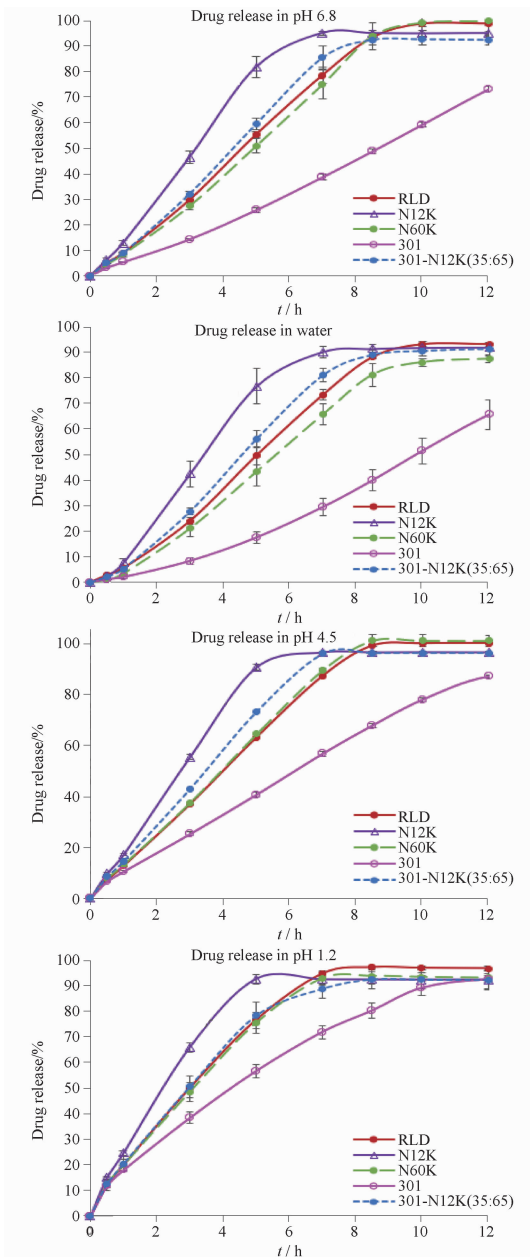 Drug release in pH 6.8
100
90
80
70
60
50
40
30
20
10
0
Drug release/%
RLD
N12K
N60K
301
301-N12K(35:65)
0 2 4 6 8 10 12
t / h
Drug release in water
100
90
80
70
60
50
40
30
20
10
0
Drug release/%
RLD
N12K
N60K
301
301-N12K(35:65)
0 2 4 6 8 10 12
t / h
Drug release in pH 4.5
100
80
60
40
20
0
Drug release/%
RLD
N12K
N60K
301
301-N12K(35:65)
0 2 4 6 8 10 12
t / h
Drug release in pH 1.2
100
90
80
70
60
50
40
30
20
10
0
Drug release/%
RLD
N12K
N60K
301
301-N12K(35:65)
0 2 4 6 8 10 12
t / h